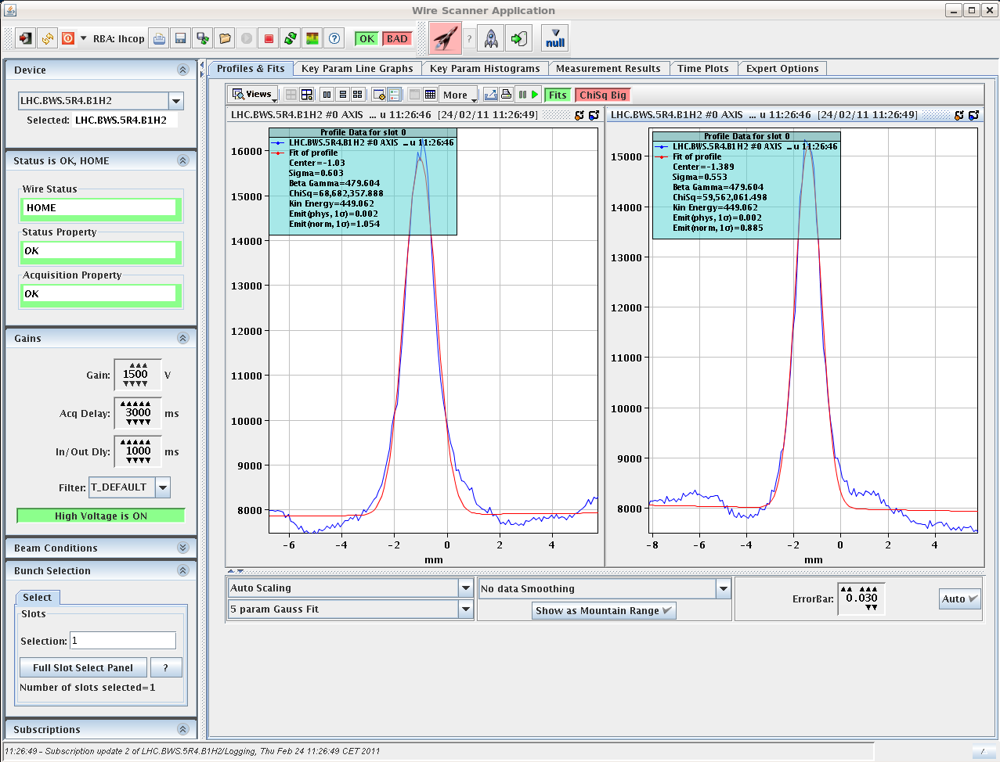 Wire Scanner Application
RBA: lhcop
OK
BAD
?
null
Device
LHC.BWS.5R4.B1H2
Selected: LHC.BWS.5R4.B1H2
Status is OK, HOME
Wire Status
HOME
Status Property
OK
Acquisition Property
OK
Gains
Gain: 1500 V
Acq Delay: 3000 ms
In/Out Dly: 1000 ms
Filter: T_DEFAULT
High Voltage is ON
Beam Conditions
Bunch Selection
Select
Slots
Selection: 1
Full Slot Select Panel
?
Number of slots selected=1
Subscriptions
Profiles & Fits
Key Param Line Graphs
Key Param Histograms
Measurement Results
Time Plots
Expert Options
Views
More
Fits
ChiSq Big
LHC.BWS.5R4.B1H2 #0 AXIS ... u 11:26:46 [24/02/11 11:26:49]
Profile Data for slot 0
LHC.BWS.5R4.B1H2 #0 AXIS ...u 11:26:46
Fit of profile
Center=-1.03
Sigma=0.603
Beta Gamma=479.604
ChiSq=68,682,357.888
Kin Energy=449.062
Emit(phys, 1σ)=0.002
Emit(norm, 1σ)=1.054
16000
15000
14000
13000
12000
11000
10000
9000
8000
-6 -4 -2 0 2 4
mm
LHC.BWS.5R4.B1H2 #0 AXIS ... u 11:26:46 [24/02/11 11:26:49]
Profile Data for slot 0
LHC.BWS.5R4.B1H2 #0 AXIS ...u 11:26:46
Fit of profile
Center=-1.389
Sigma=0.553
Beta Gamma=479.604
ChiSq=59,562,061.498
Kin Energy=449.062
Emit(phys, 1σ)=0.002
Emit(norm, 1σ)=0.885
15000
14000
13000
12000
11000
10000
9000
8000
-8 -6 -4 -2 0 2 4
mm
Auto Scaling
5 param Gauss Fit
No data Smoothing
Show as Mountain Range
ErrorBar: 0.030
Auto
11:26:49 - Subscription update 2 of LHC.BWS.5R4.B1H2/Logging, Thu Feb 24 11:26:49 CET 2011